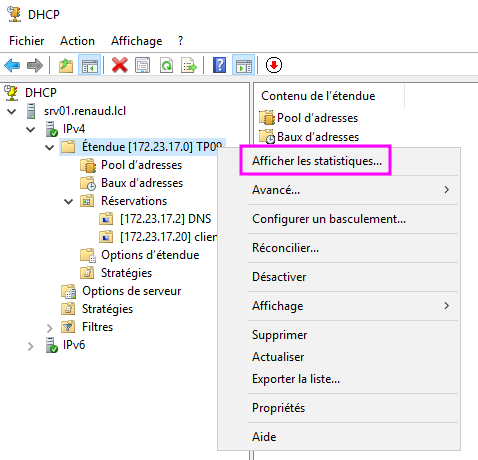 DHCP
Fichier Action Affichage ?
DHCP
srv01.renaud.lcl
IPv4
Étendue [172.23.17.0] TP09
Pool d'adresses
Baux d'adresses
Réservations
[172.23.17.2] DNS
[172.23.17.20] clien
Options d'étendue
Stratégies
Options de serveur
Stratégies
Filtres
IPv6
Contenu de l'étendue
Pool d'adresses
Baux d'adresses
Afficher les statistiques...
Avancé...
Configurer un basculement...
Réconcilier...
Désactiver
Affichage
Supprimer
Actualiser
Exporter la liste...
Propriétés
Aide